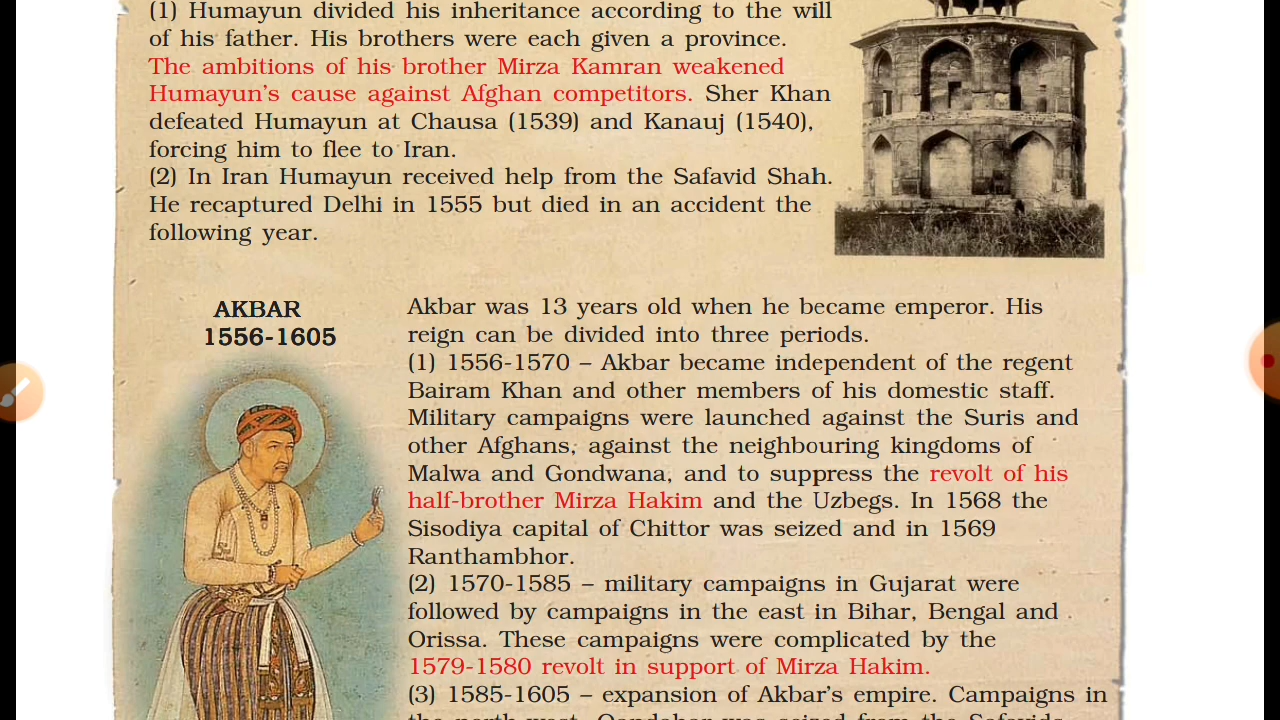 (1) Humayun divided his inheritance according to the will
of his father. His brothers were each given a province.
The ambitions of his brother Mirza Kamran weakened
Humayun's cause against Afghan competitors. Sher Khan
defeated Humayun at Chausa (1539) and Kanauj (1540),
forcing him to flee to Iran.
(2) In Iran Humayun received help from the Safavid Shah.
He recaptured Delhi in 1555 but died in an accident the
following year.
AKBAR
1556-1605
Akbar was 13 years old when he became emperor. His
reign can be divided into three periods.
(1) 1556-1570 – Akbar became independent of the regent
Bairam Khan and other members of his domestic staff.
Military campaigns were launched against the Suris and
other Afghans, against the neighbouring kingdoms of
Malwa and Gondwana, and to suppress the revolt of his
half-brother Mirza Hakim and the Uzbegs. In 1568 the
Sisodiya capital of Chittor was seized and in 1569
Ranthambhor.
(2) 1570-1585 – military campaigns in Gujarat were
followed by campaigns in the east in Bihar, Bengal and
Orissa. These campaigns were complicated by the
1579-1580 revolt in support of Mirza Hakim.
(3) 1585-1605 – expansion of Akbar's empire. Campaigns in
the north-west. Qandahar was seized from the Safavids